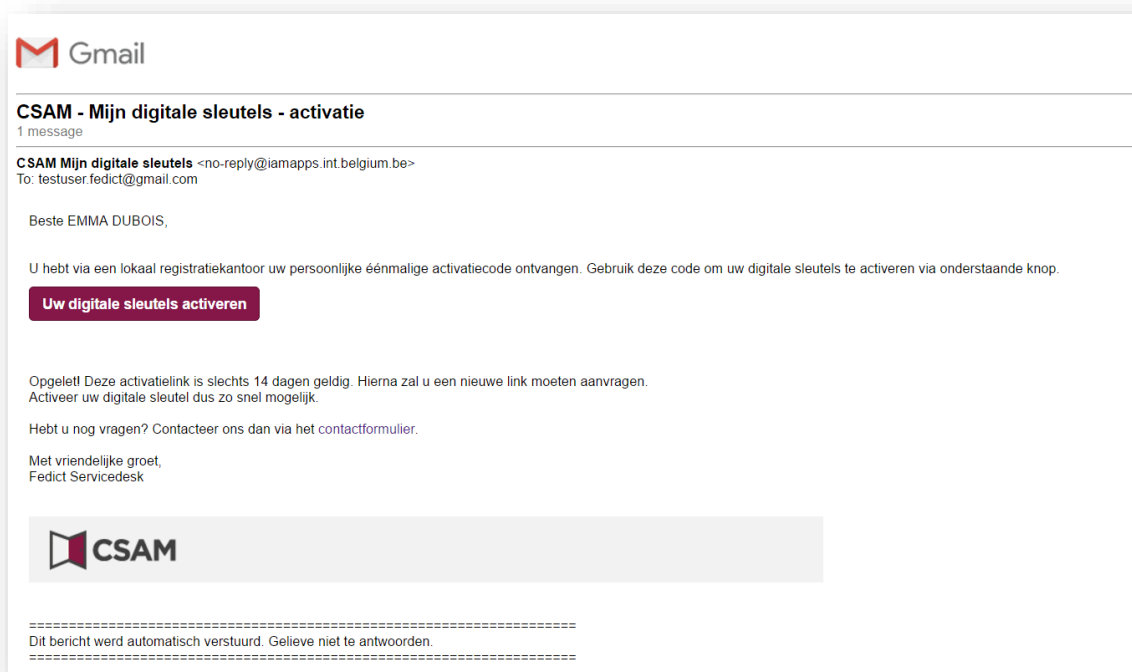 Gmail
CSAM - Mijn digitale sleutels - activatie
1 message
CSAM Mijn digitale sleutels <no-reply@iamapps.int.belgium.be>
To: testuser.fedict@gmail.com
Beste EMMA DUBOIS,
U hebt via een lokaal registratiekantoor uw persoonlijke éénmalige activatiecode ontvangen. Gebruik deze code om uw digitale sleutels te activeren via onderstaande knop.
Uw digitale sleutels activeren
Opgelet! Deze activatielink is slechts 14 dagen geldig. Hierna zal u een nieuwe link moeten aanvragen.
Activeer uw digitale sleutel dus zo snel mogelijk.
Hebt u nog vragen? Contacteer ons dan via het contactformulier.
Met vriendelijke groet,
Fedict Servicedesk
CSAM
====================================================================
Dit bericht werd automatisch verstuurd. Gelieve niet te antwoorden.
====================================================================